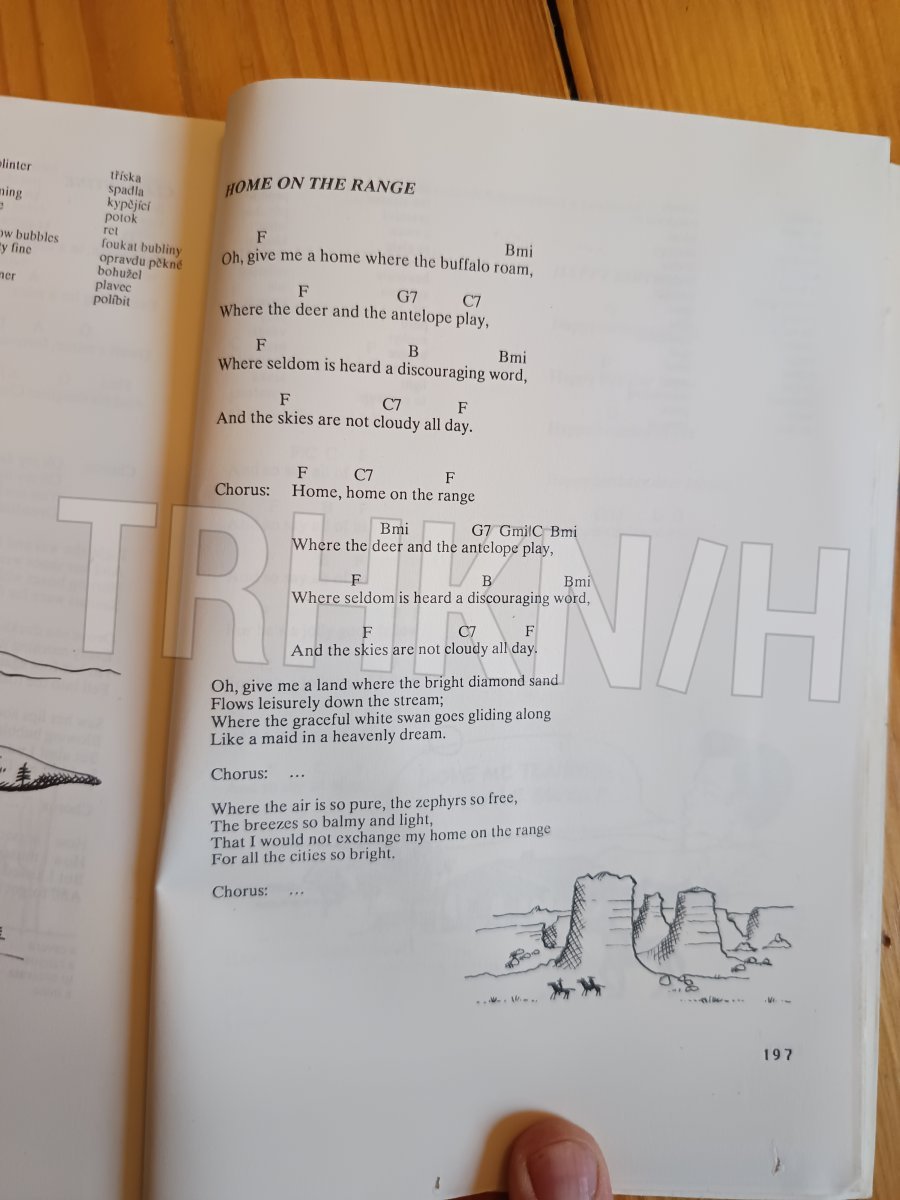 tříska
spadla
kypějící
potok
ret
foukat bubliny
opravdu pěkné
bohužel
plavec
políbit
HOME ON THE RANGE
F Bmi
Oh, give me a home where the buffalo roam,
F G7 C7
Where the deer and the antelope play,
F B Bmi
Where seldom is heard a discouraging word,
F C7 F
And the skies are not cloudy all day.
F C7 F
Chorus: Home, home on the range
Bmi G7 Gmi/C Bmi
Where the deer and the antelope play,
F B Bmi
Where seldom is heard a discouraging word,
F C7 F
And the skies are not cloudy all day.
Oh, give me a land where the bright diamond sand
Flows leisurely down the stream;
Where the graceful white swan goes gliding along
Like a maid in a heavenly dream.
Chorus: ...
Where the air is so pure, the zephyrs so free,
The breezes so balmy and light,
That I would not exchange my home on the range
For all the cities so bright.
Chorus: ...
197
TRHKN/H